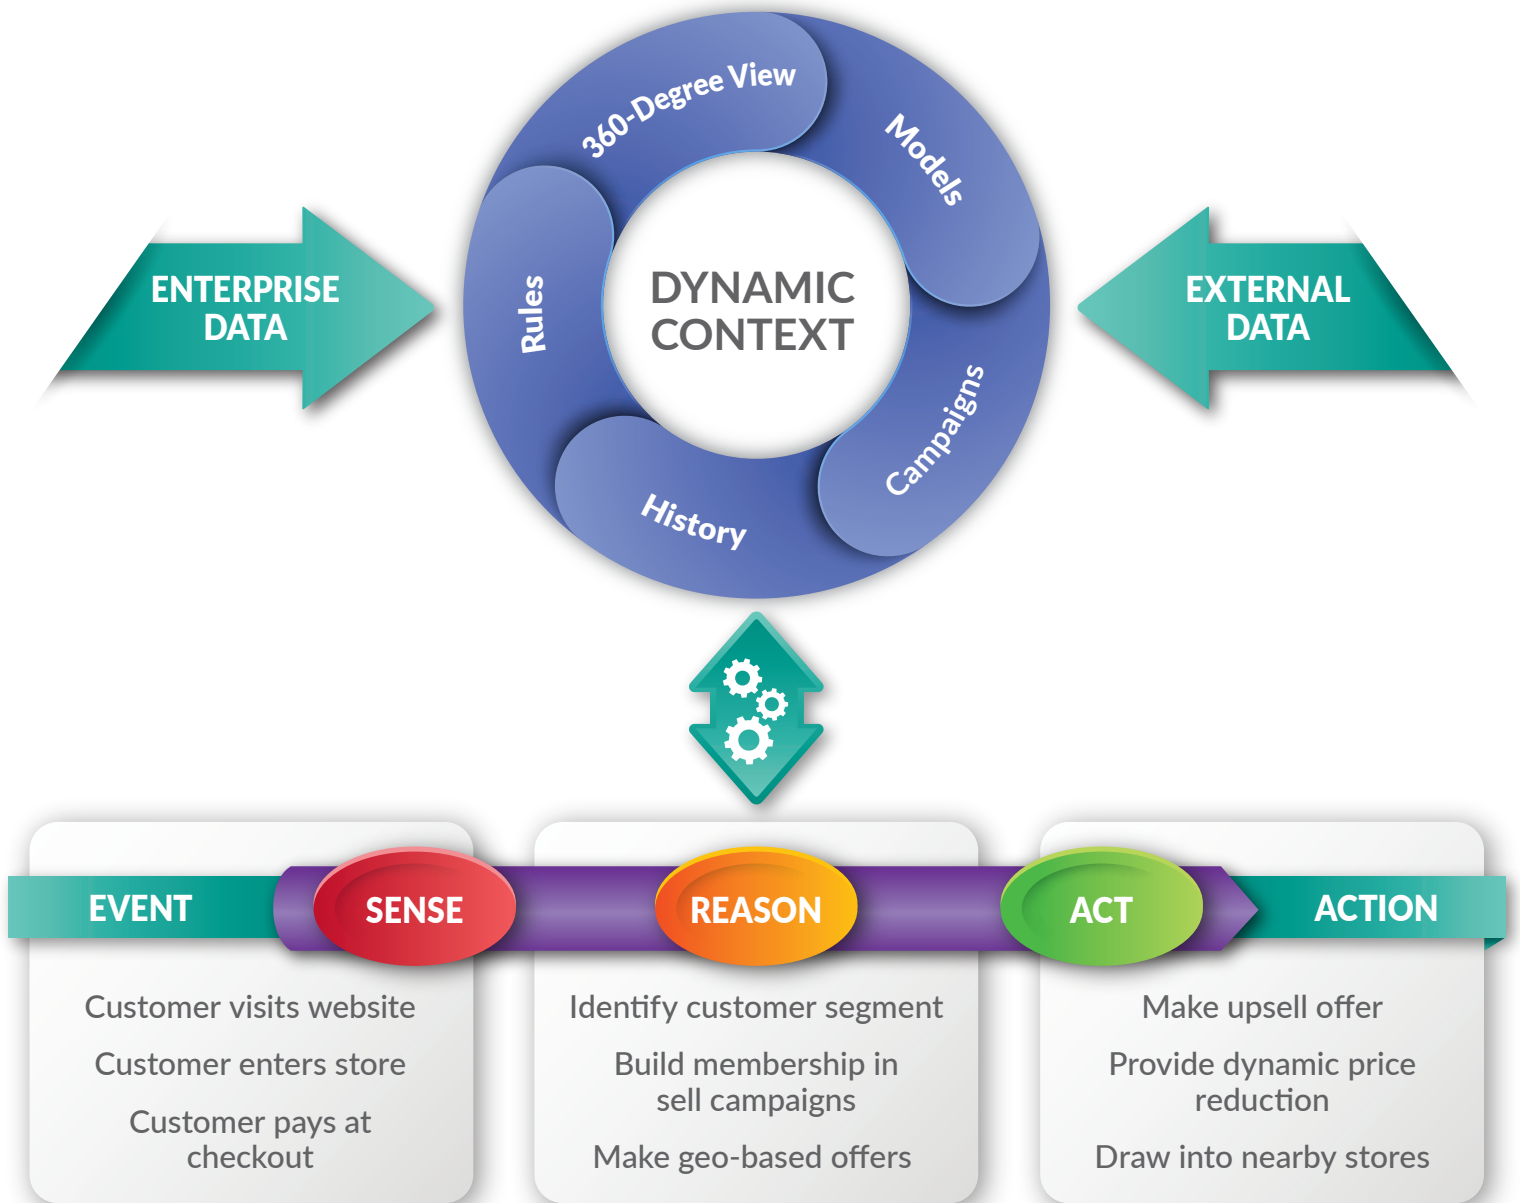 360-Degree View
Models
ENTERPRISE
DATA
Rules
DYNAMIC
CONTEXT
EXTERNAL
DATA
Campaigns
History
EVENT
SENSE
REASON
ACT
ACTION
Customer visits website
Customer enters store
Customer pays at
checkout
Identify customer segment
Build membership in
sell campaigns
Make geo-based offers
Make upsell offer
Provide dynamic price
reduction
Draw into nearby stores